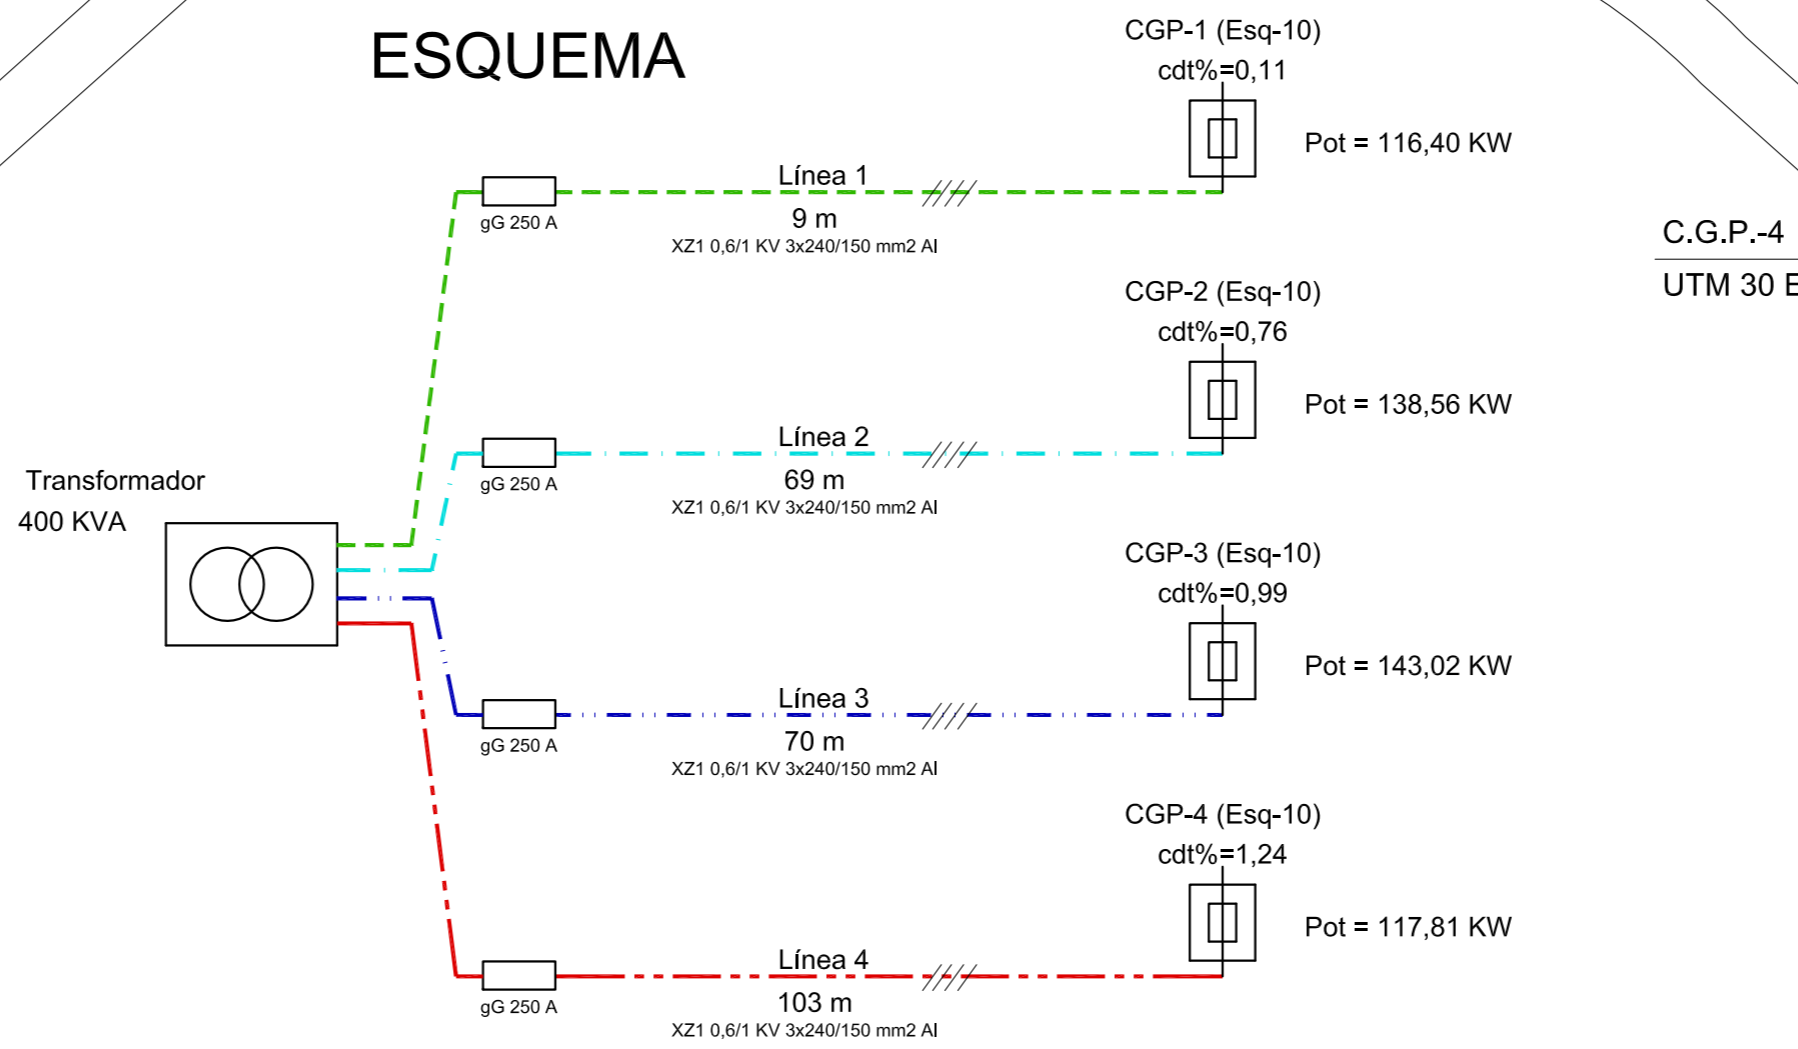 ESQUEMA
CGP-1 (Esq-10)
cdt%=0,11
Pot = 116,40 KW
Línea 1
9 m
gG 250 A
XZ1 0,6/1 KV 3x240/150 mm2 Al
C.G.P.-4
UTM 30 E
CGP-2 (Esq-10)
cdt%=0,76
Pot = 138,56 KW
Línea 2
69 m
gG 250 A
XZ1 0,6/1 KV 3x240/150 mm2 Al
Transformador
400 KVA
CGP-3 (Esq-10)
cdt%=0,99
Pot = 143,02 KW
Línea 3
70 m
gG 250 A
XZ1 0,6/1 KV 3x240/150 mm2 Al
CGP-4 (Esq-10)
cdt%=1,24
Pot = 117,81 KW
Línea 4
103 m
gG 250 A
XZ1 0,6/1 KV 3x240/150 mm2 Al